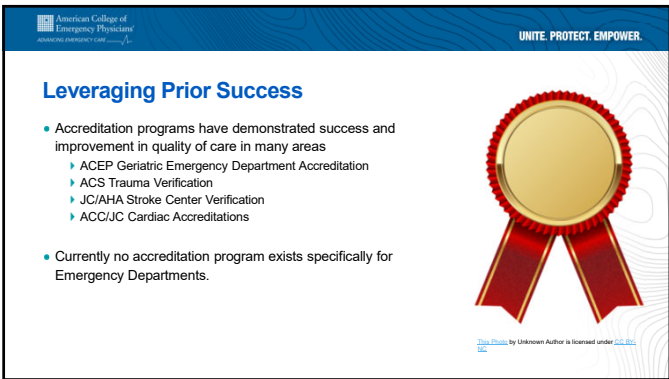 American College of
Emergency Physicians®
ADVANCING EMERGENCY CARE
UNITE. PROTECT. EMPOWER.
Leveraging Prior Success
• Accreditation programs have demonstrated success and
improvement in quality of care in many areas
ACEP Geriatric Emergency Department Accreditation
ACS Trauma Verification
JC/AHA Stroke Center Verification
ACC/JC Cardiac Accreditations
• Currently no accreditation program exists specifically for
Emergency Departments.
This Photo by Unknown Author is licensed under CC BY-
NC